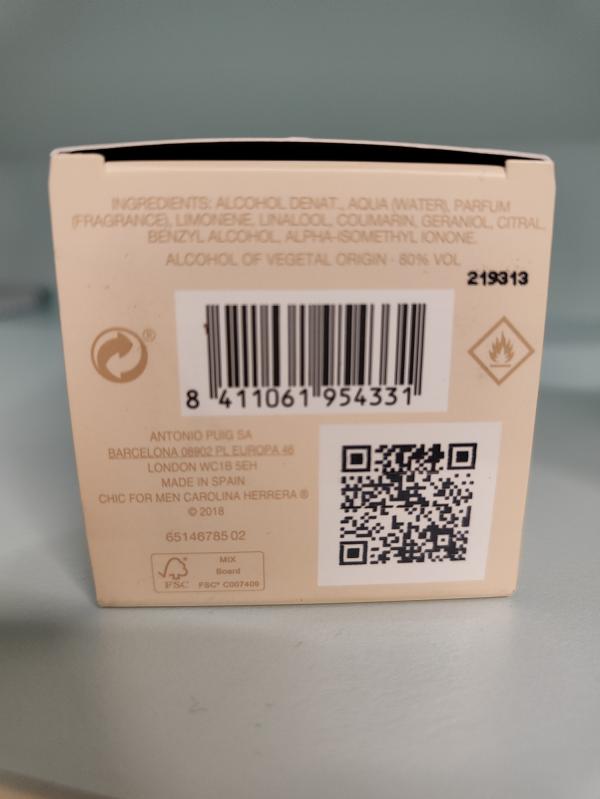 INGREDIENTS: ALCOHOL DENAT., AQUA (WATER), PARFUM
(FRAGRANCE), LIMONENE, LINALOOL, COUMARIN, GERANIOL, CITRAL,
BENZYL ALCOHOL, ALPHA-ISOMETHYL IONONE.
ALCOHOL OF VEGETAL ORIGIN - 80% VOL
219313
®
8 411061 954331
ANTONIO PUIG SA
BARCELONA 08902 PL EUROPA 46
LONDON WC1B 5EH
MADE IN SPAIN
CHIC FOR MEN CAROLINA HERRERA ®
© 2018
6514678502
FSC
MIX
Board
FSC® C007409